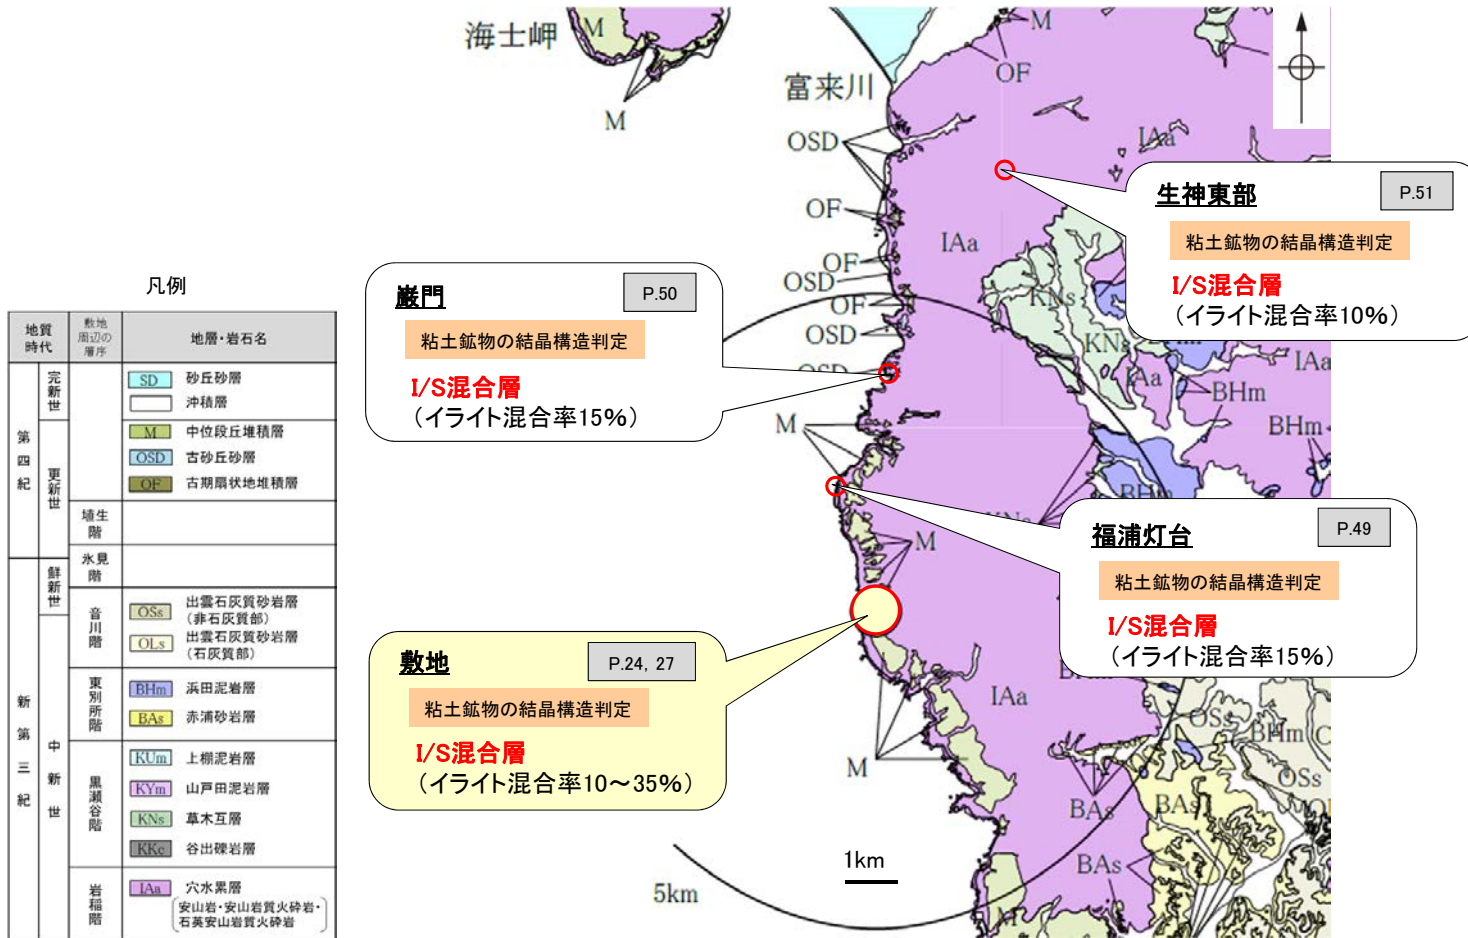 海士岬
M
M
M
OF
富来川
OSD
IAa
生神東部
P.51
粘土鉱物の結晶構造判定
I/S混合層
(イライト混合率10%)
OF
IAa
OF
OSD
OF
KNs
OSD
KNs
IAa
IAa
BHm
BHm
巌門
P.50
粘土鉱物の結晶構造判定
I/S混合層
(イライト混合率15%)
M
BHm
KNs
福浦灯台
P.49
粘土鉱物の結晶構造判定
I/S混合層
(イライト混合率15%)
M
敷地
P.24, 27
粘土鉱物の結晶構造判定
I/S混合層
(イライト混合率10~35%)
IAa
OSs
BHm
OSs
M
BAs
BAs
BAs
M
1km
5km
凡例
地質時代
敷地周辺の層序
地層・岩石名
第四紀
完新世
SD 砂丘砂層
沖積層
更新世
M 中位段丘堆積層
OSD 古砂丘砂層
OF 古期扇状地堆積層
埴生階
氷見階
新第三紀
鮮新世
中新世
音川階
OSs 出雲石灰質砂岩層
(非石灰質部)
OLs 出雲石灰質砂岩層
(石灰質部)
東別所階
BHm 浜田泥岩層
BAs 赤浦砂岩層
黒瀬谷階
KUm 上棚泥岩層
KYm 山戸田泥岩層
KNs 草木互層
KKc 谷出礫岩層
岩稲階
IAa 穴水累層
安山岩・安山岩質火砕岩・
石英安山岩質火砕岩